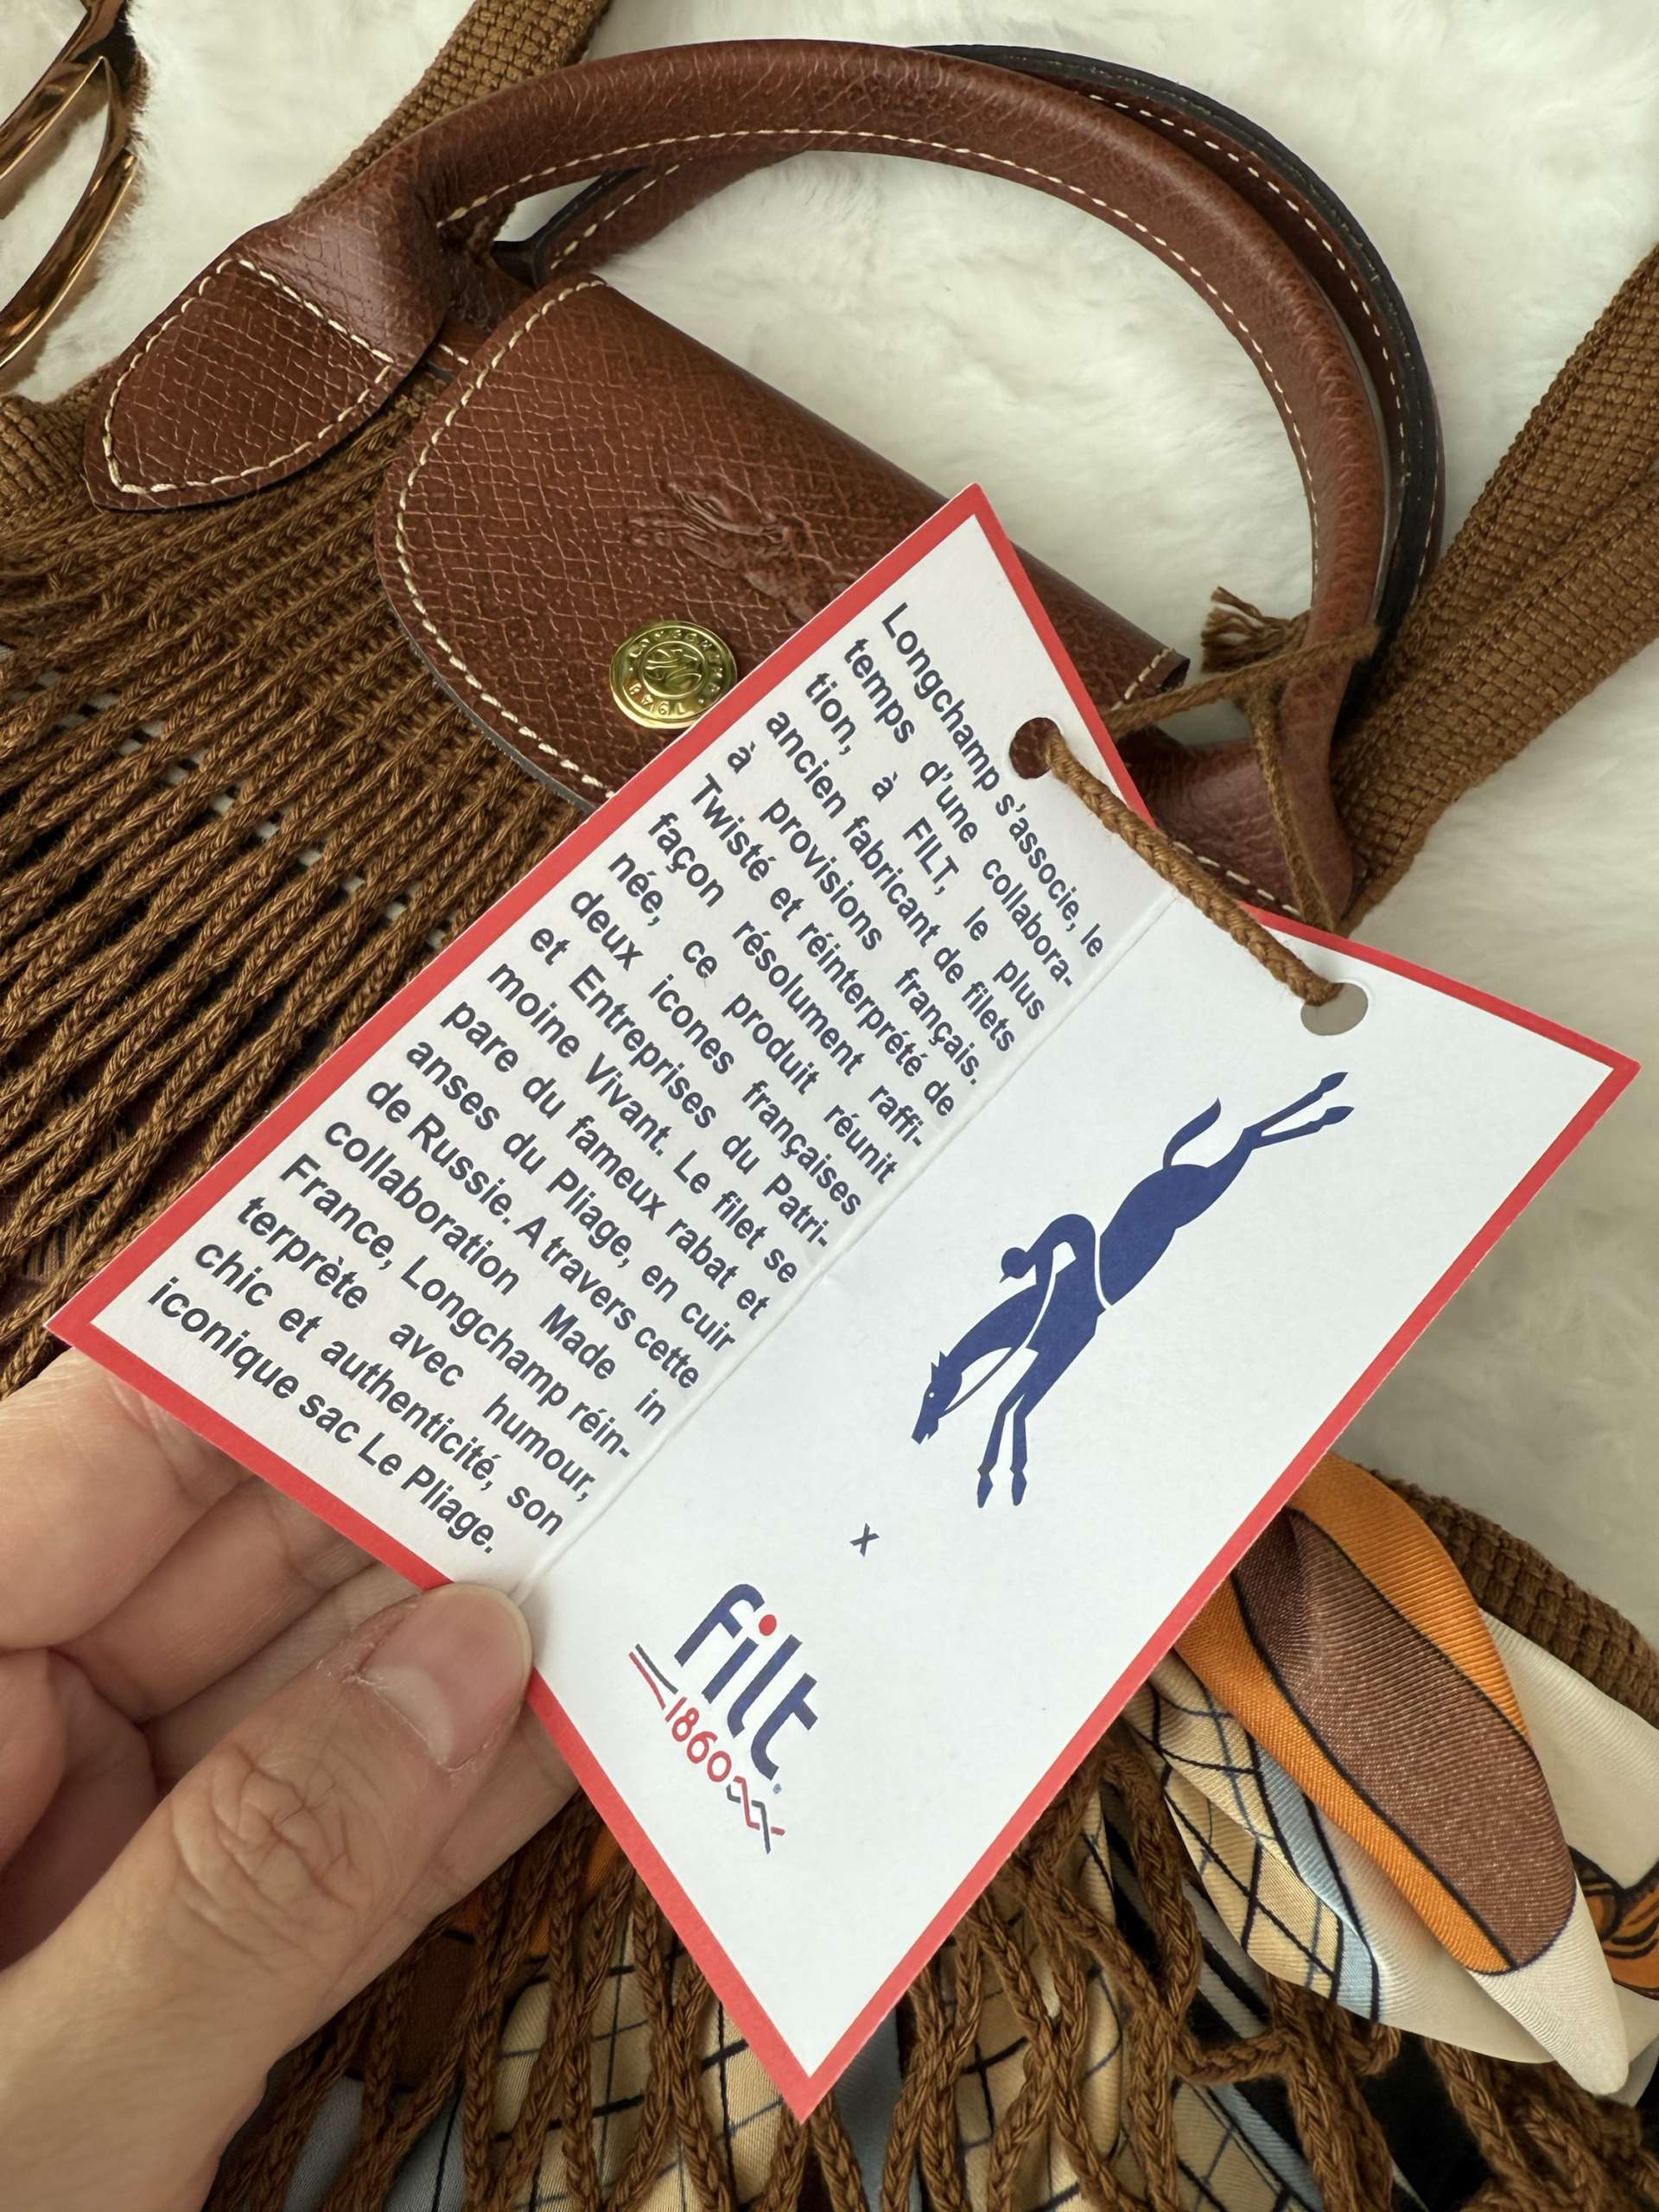 LONGCHAMP
1948
Longchamp s'associe, le
temps d'une collabora-
tion, à FILT, le plus
ancien fabricant de filets
à provisions français.
Twisté et réinterprété de
façon résolument raffi-
née, ce produit réunit
deux icones françaises
et Entreprises du Patri-
moine Vivant. Le filet se
pare du fameux rabat et
anses du Pliage, en cuir
de Russie. A travers cette
collaboration Made in
France, Longchamp réin-
terprète avec humour,
chic et authenticité, son
iconique sac Le Pliage.
x
filt
1860